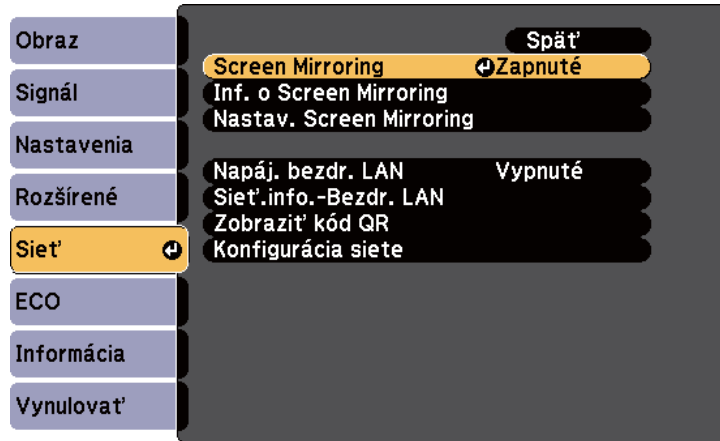 Obraz
Signál
Nastavenia
Rozšírené
Sieť
ECO
Informácia
Vynulovať
Späť
Screen Mirroring Zapnuté
Inf. o Screen Mirroring
Nastav. Screen Mirroring
Napáj. bezdr. LAN Vypnuté
Sieť.info.-Bezdr. LAN
Zobraziť kód QR
Konfigurácia siete